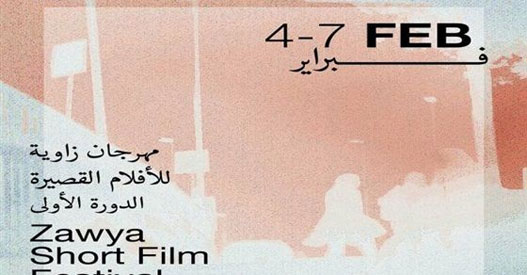 4-7 FEB
فبراير
مهرجان زاوية
للأفلام القصيرة
الدورة الأولى
Zawya
Short Film
Festival